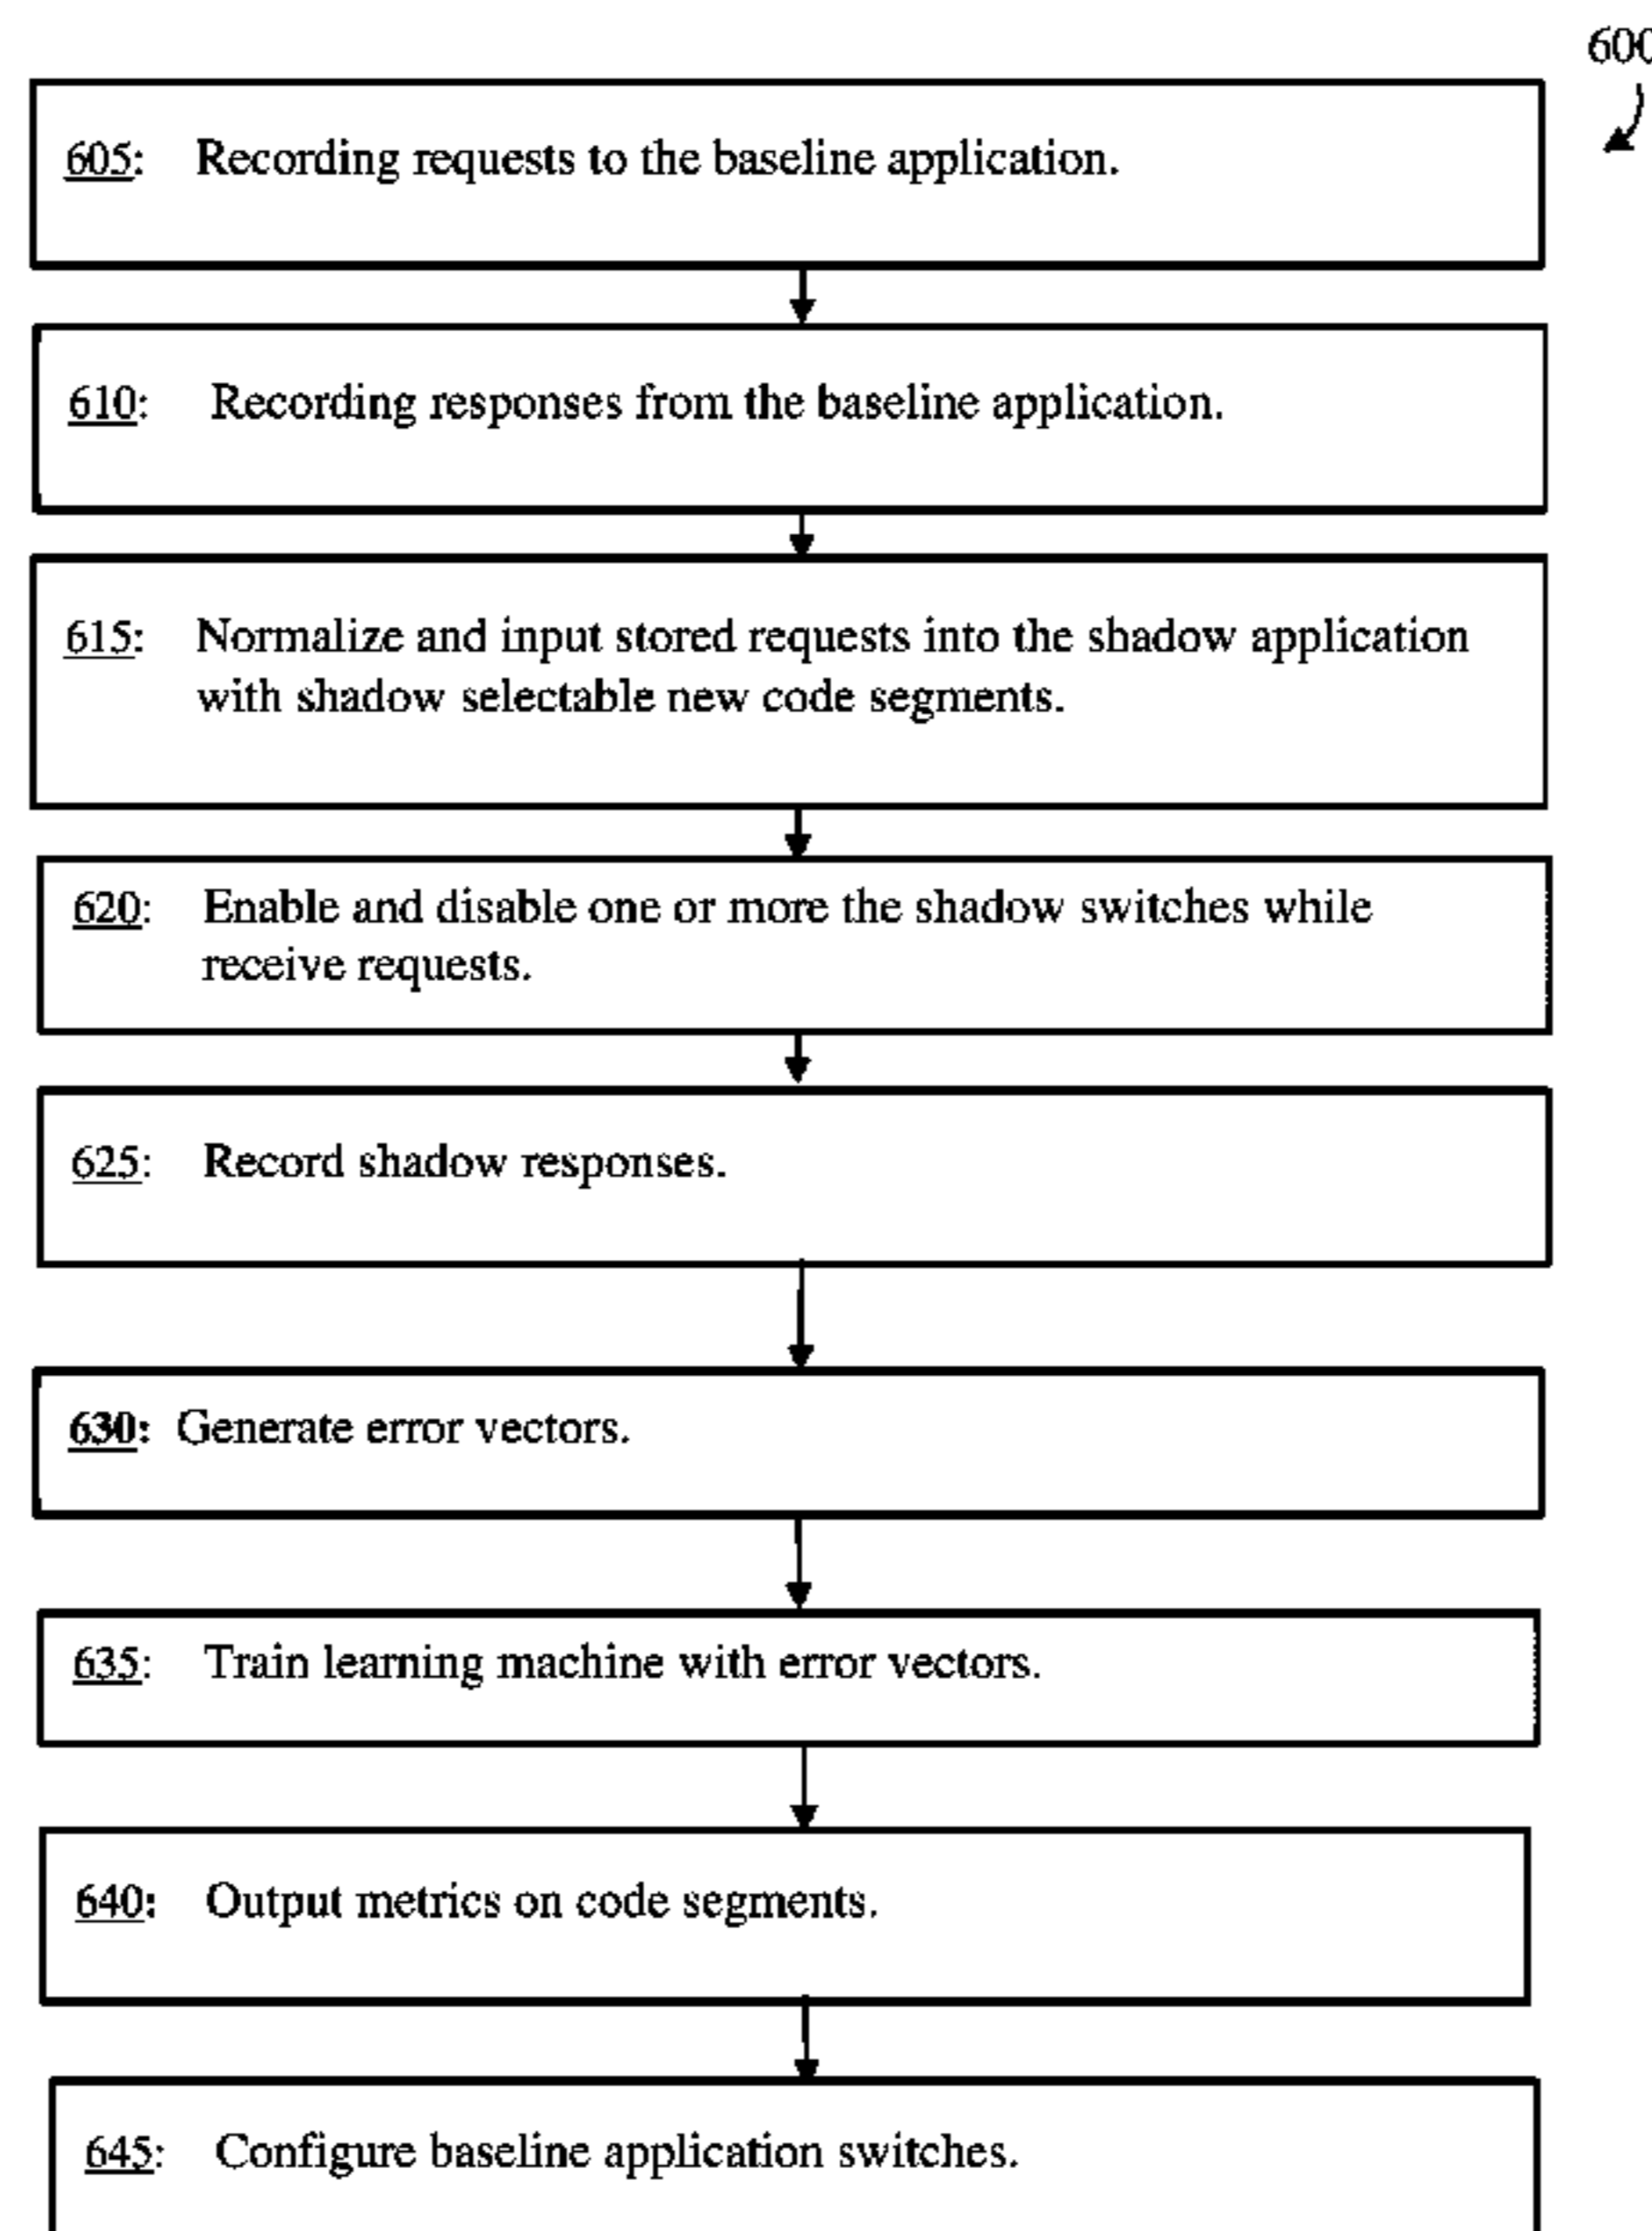 600
605: Recording requests to the baseline application.
610: Recording responses from the baseline application.
615: Normalize and input stored requests into the shadow application
with shadow selectable new code segments.
620: Enable and disable one or more the shadow switches while
receive requests.
625: Record shadow responses.
630: Generate error vectors.
635: Train learning machine with error vectors.
640: Output metrics on code segments.
645: Configure baseline application switches.